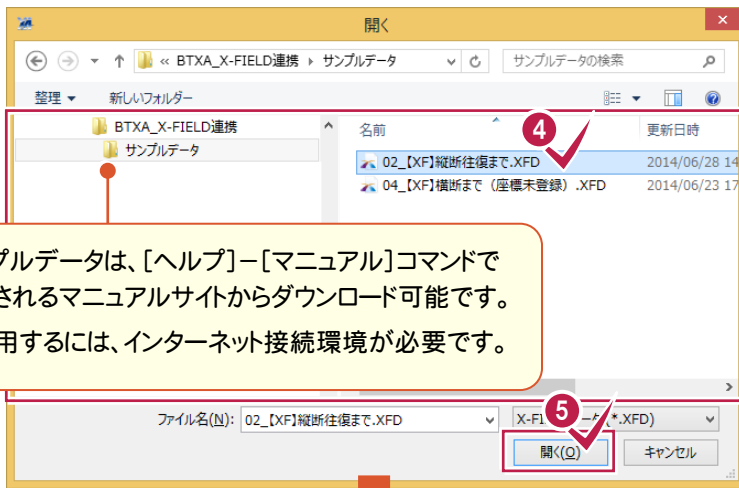 開く
« BTXA_X-FIELD連携 ▸ サンプルデータ
サンプルデータの検索
整理 ▼ 新しいフォルダー
BTXA_X-FIELD連携
サンプルデータ
名前
更新日時
4
02_【XF】縦断往復まで.XFD
2014/06/28 14
04_【XF】横断まで（座標未登録）.XFD
2014/06/23 17
プルデータは、[ヘルプ]－[マニュアル]コマンドで
されるマニュアルサイトからダウンロード可能です。
用するには、インターネット接続環境が必要です。
ファイル名(N): 02_【XF】縦断往復まで.XFD
X-FI
タ(*.XFD)
5
開く(O)
キャンセル